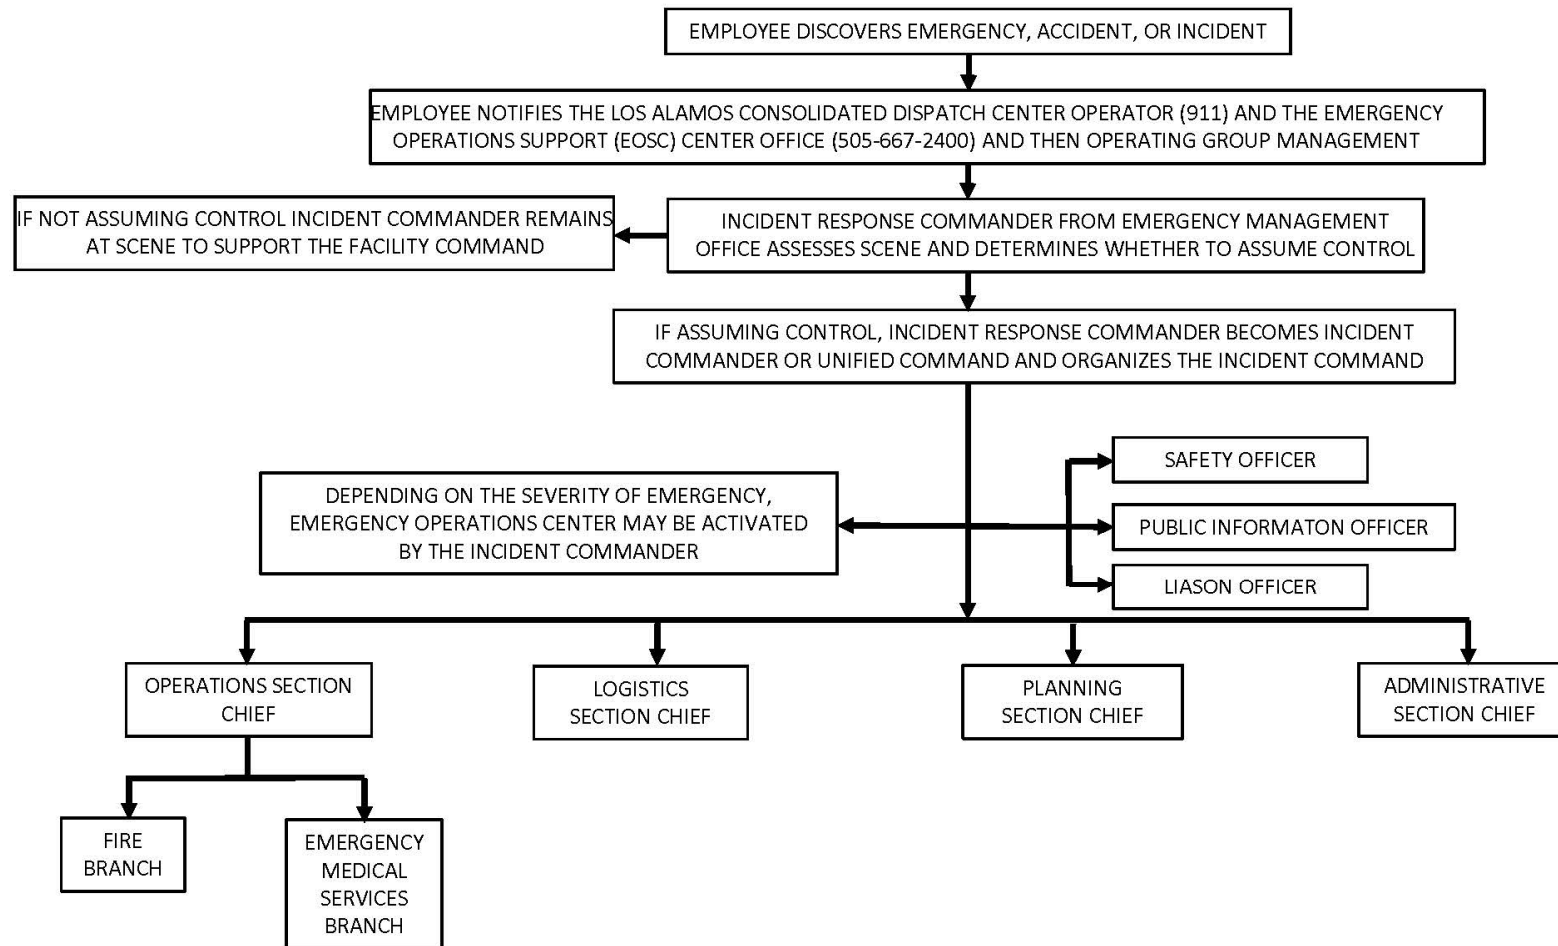 EMPLOYEE DISCOVERS EMERGENCY, ACCIDENT, OR INCIDENT
EMPLOYEE NOTIFIES THE LOS ALAMOS CONSOLIDATED DISPATCH CENTER OPERATOR (911) AND THE EMERGENCY
OPERATIONS SUPPORT (EOSC) CENTER OFFICE (505-667-2400) AND THEN OPERATING GROUP MANAGEMENT
IF NOT ASSUMING CONTROL INCIDENT COMMANDER REMAINS
AT SCENE TO SUPPORT THE FACILITY COMMAND
INCIDENT RESPONSE COMMANDER FROM EMERGENCY MANAGEMENT
OFFICE ASSESSES SCENE AND DETERMINES WHETHER TO ASSUME CONTROL
IF ASSUMING CONTROL, INCIDENT RESPONSE COMMANDER BECOMES INCIDENT
COMMANDER OR UNIFIED COMMAND AND ORGANIZES THE INCIDENT COMMAND
DEPENDING ON THE SEVERITY OF EMERGENCY,
EMERGENCY OPERATIONS CENTER MAY BE ACTIVATED
BY THE INCIDENT COMMANDER
SAFETY OFFICER
PUBLIC INFORMATON OFFICER
LIASON OFFICER
OPERATIONS SECTION
CHIEF
LOGISTICS
SECTION CHIEF
PLANNING
SECTION CHIEF
ADMINISTRATIVE
SECTION CHIEF
FIRE
BRANCH
EMERGENCY
MEDICAL
SERVICES
BRANCH